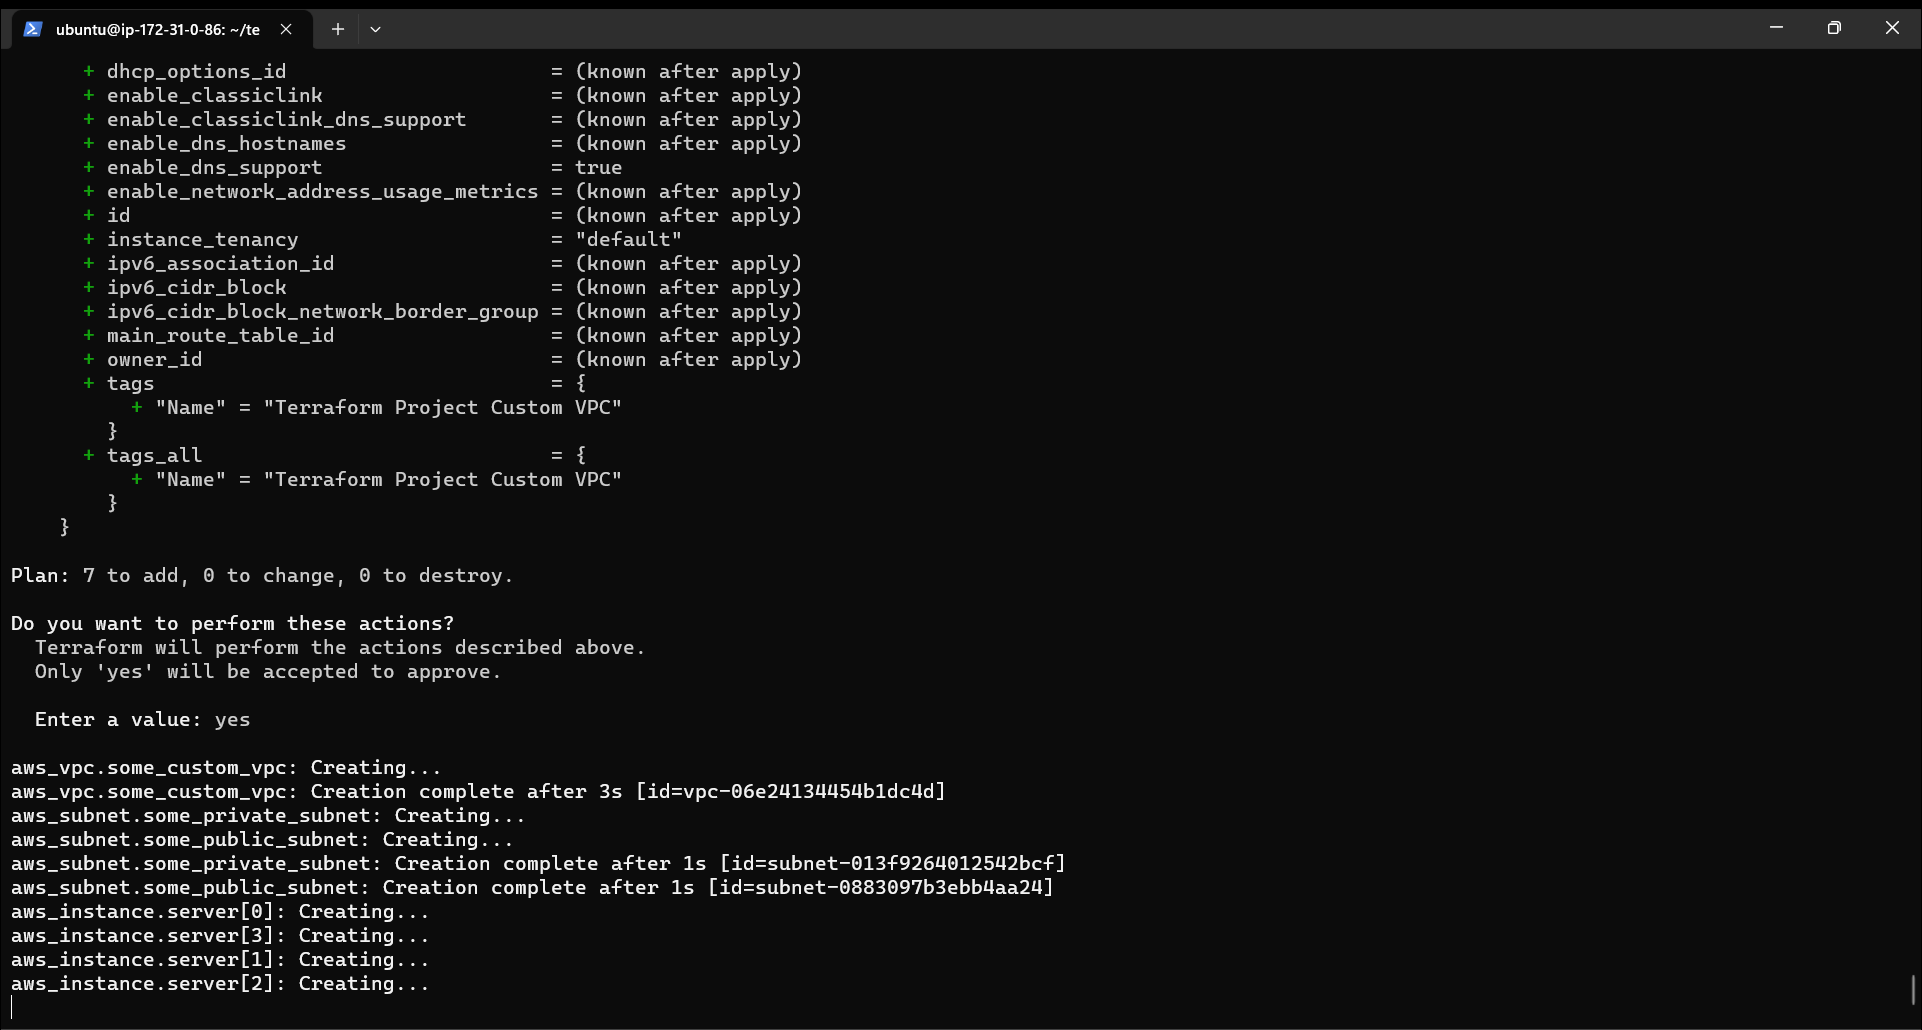 ubuntu@ip-172-31-0-86: ~/te
+ dhcp_options_id = (known after apply)
+ enable_classiclink = (known after apply)
+ enable_classiclink_dns_support = (known after apply)
+ enable_dns_hostnames = (known after apply)
+ enable_dns_support = true
+ enable_network_address_usage_metrics = (known after apply)
+ id = (known after apply)
+ instance_tenancy = "default"
+ ipv6_association_id = (known after apply)
+ ipv6_cidr_block = (known after apply)
+ ipv6_cidr_block_network_border_group = (known after apply)
+ main_route_table_id = (known after apply)
+ owner_id = (known after apply)
+ tags = {
+ "Name" = "Terraform Project Custom VPC"
}
+ tags_all = {
+ "Name" = "Terraform Project Custom VPC"
}
}
Plan: 7 to add, 0 to change, 0 to destroy.
Do you want to perform these actions?
Terraform will perform the actions described above.
Only 'yes' will be accepted to approve.
Enter a value: yes
aws_vpc.some_custom_vpc: Creating...
aws_vpc.some_custom_vpc: Creation complete after 3s [id=vpc-06e24134454b1dc4d]
aws_subnet.some_private_subnet: Creating...
aws_subnet.some_public_subnet: Creating...
aws_subnet.some_private_subnet: Creation complete after 1s [id=subnet-013f9264012542bcf]
aws_subnet.some_public_subnet: Creation complete after 1s [id=subnet-0883097b3ebb4aa24]
aws_instance.server[0]: Creating...
aws_instance.server[3]: Creating...
aws_instance.server[1]: Creating...
aws_instance.server[2]: Creating...